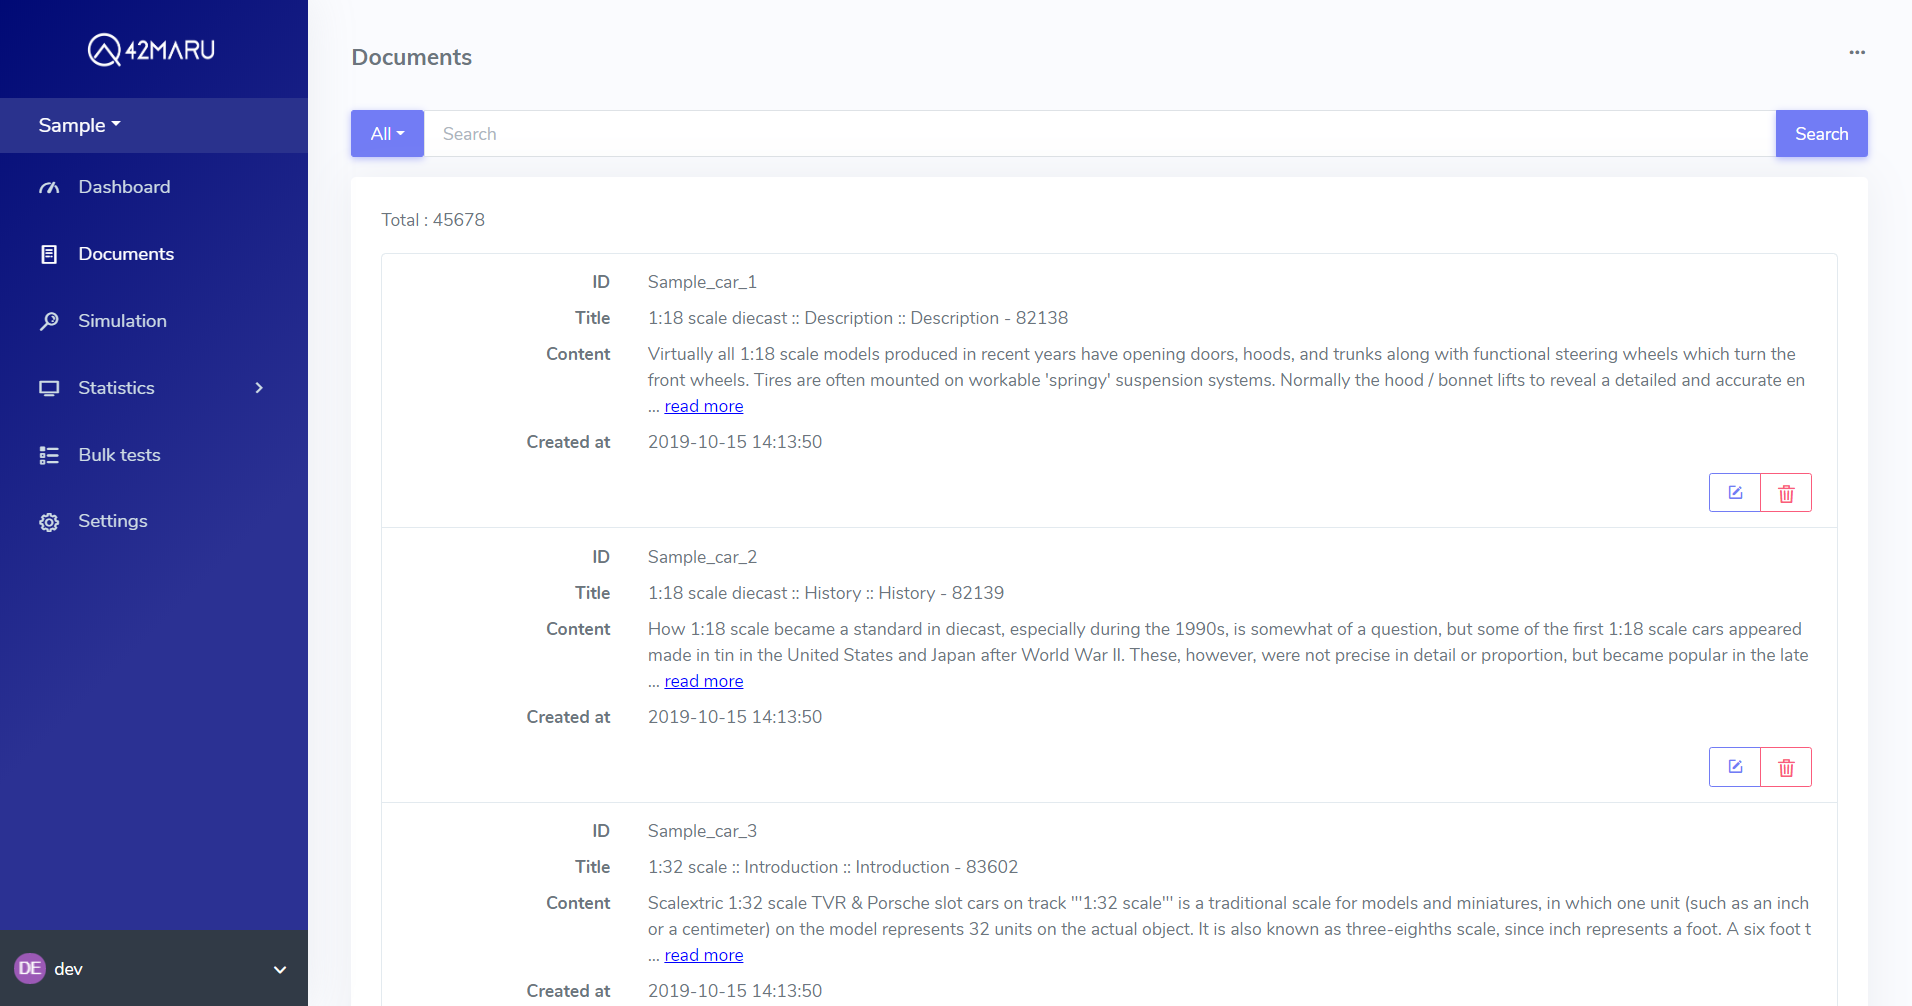 42MARU
Sample
Dashboard
Documents
Simulation
Statistics
Bulk tests
Settings
DE dev
Documents
All Search Search
Total : 45678
ID Sample_car_1
Title 1:18 scale diecast :: Description :: Description - 82138
Content Virtually all 1:18 scale models produced in recent years have opening doors, hoods, and trunks along with functional steering wheels which turn the
front wheels. Tires are often mounted on workable 'springy' suspension systems. Normally the hood / bonnet lifts to reveal a detailed and accurate en
... read more
Created at 2019-10-15 14:13:50
ID Sample_car_2
Title 1:18 scale diecast :: History :: History - 82139
Content How 1:18 scale became a standard in diecast, especially during the 1990s, is somewhat of a question, but some of the first 1:18 scale cars appeared
made in tin in the United States and Japan after World War II. These, however, were not precise in detail or proportion, but became popular in the late
... read more
Created at 2019-10-15 14:13:50
ID Sample_car_3
Title 1:32 scale :: Introduction :: Introduction - 83602
Content Scalextric 1:32 scale TVR & Porsche slot cars on track "'1:32 scale"' is a traditional scale for models and miniatures, in which one unit (such as an inch
or a centimeter) on the model represents 32 units on the actual object. It is also known as three-eighths scale, since inch represents a foot. A six foot t
... read more
Created at 2019-10-15 14:13:50